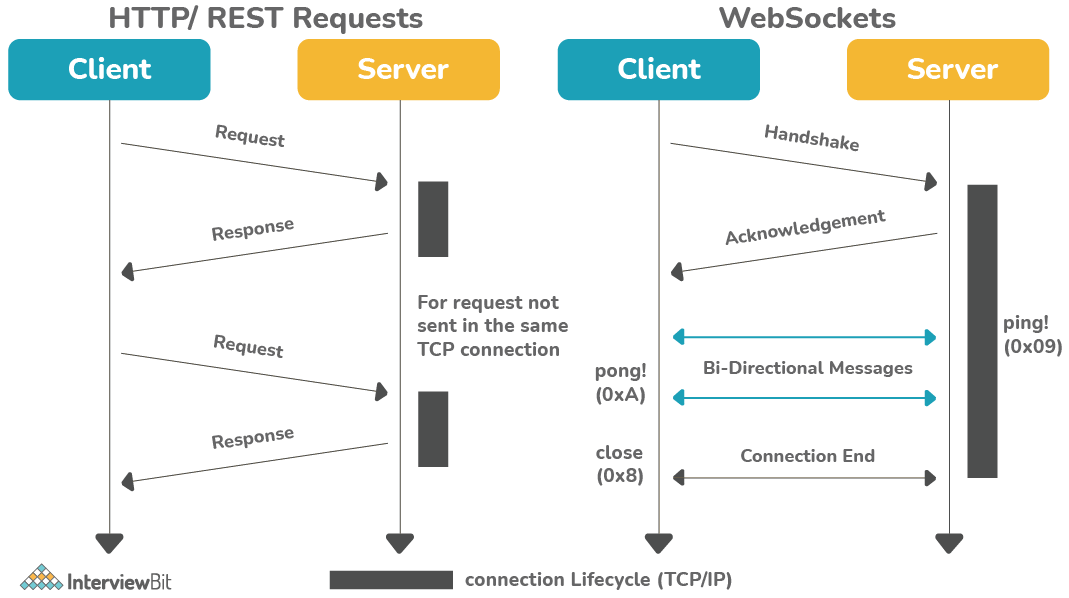 HTTP/ REST Requests
Client
Server
Request
Response
For request not
sent in the same
TCP connection
Request
Response
WebSockets
Client
Server
Handshake
Acknowledgement
ping!
(0x09)
Bi-Directional Messages
pong!
(0xA)
close
(0x8)
Connection End
InterviewBit
connection Lifecycle (TCP/IP)